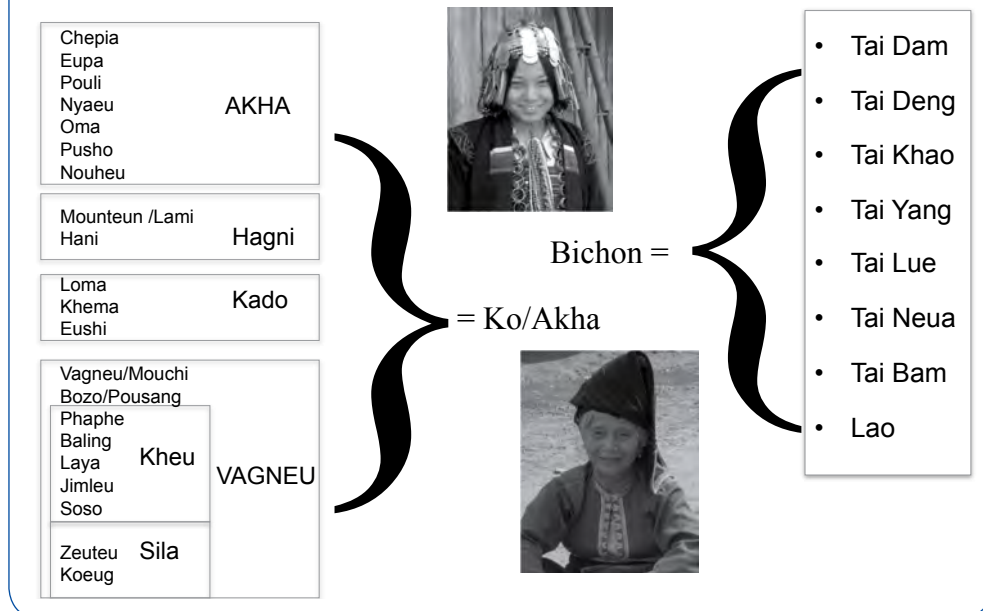 Chepia
Eupa
Pouli
Nyaeu
Oma
Pusho
Nouheu
AKHA
Mounteun /Lami
Hani
Hagni
Loma
Khema
Eushi
Kado
Vagneu/Mouchi
Bozo/Pousang
Phaphe
Baling
Laya
Jimleu
Soso
Kheu
VAGNEU
Zeuteu
Koeug
Sila
= Ko/Akha
Bichon =
• Tai Dam
• Tai Deng
• Tai Khao
• Tai Yang
• Tai Lue
• Tai Neua
• Tai Bam
• Lao